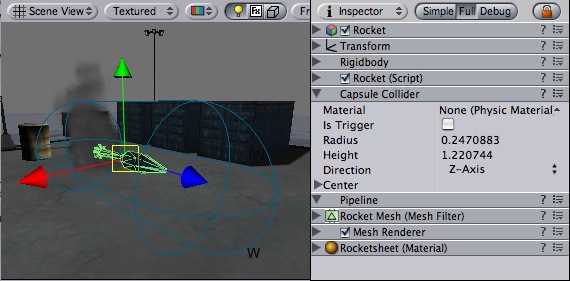 Scene View
Textured
Fr
W
Inspector
Simple Full Debug
Rocket
Transform
Rigidbody
Rocket (Script)
Capsule Collider
Material None (Physic Material
Is Trigger
Radius 0.2470883
Height 1.220744
Direction Z-Axis
Center
Pipeline
Rocket Mesh (Mesh Filter)
Mesh Renderer
Rocketsheet (Material)